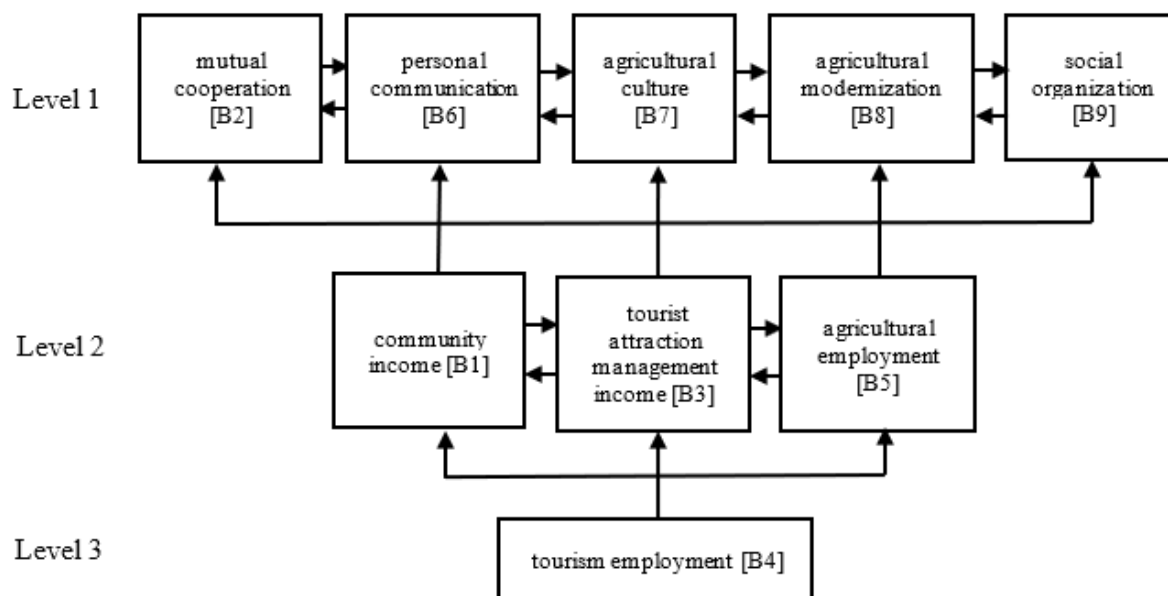 Level 1
mutual
cooperation
[B2]
personal
communication
[B6]
agricultural
culture
[B7]
agricultural
modernization
[B8]
social
organization
[B9]
Level 2
community
income [B1]
tourist
attraction
management
income [B3]
agricultural
employment
[B5]
Level 3
tourism employment [B4]